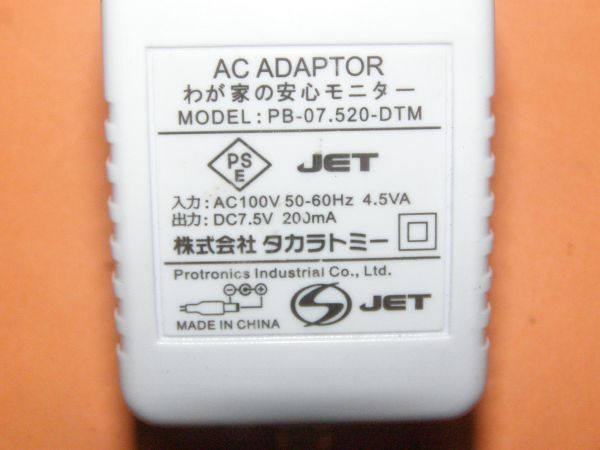 AC ADAPTOR
わが家の安心モニター
MODEL:PB-07.520-DTM
PS
E
JET
入力:AC100V 50-60Hz 4.5VA
出力:DC7.5V 200mA
株式会社 タカラトミー
Protronics Industrial Co., Ltd.
MADE IN CHINA
JET